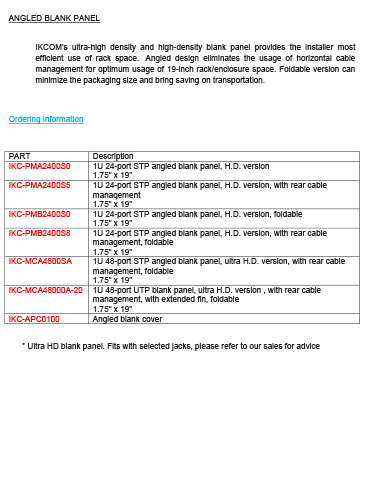 ANGLED BLANK PANEL
IKCOM's ultra-high density and high-density blank panel provides the installer most
efficient use of rack space. Angled design eliminates the usage of horizontal cable
management for optimum usage of 19-inch rack/enclosure space. Foldable version can
minimize the packaging size and bring saving on transportation.
Ordering Information
PART Description
IKC-PMA2400S0 1U 24-port STP angled blank panel, H.D. version
1.75" x 19"
IKC-PMA2400S5 1U 24-port STP angled blank panel, H.D. version, with rear cable
management
1.75" x 19"
IKC-PMB2400S0 1U 24-port STP angled blank panel, H.D. version, foldable
1.75" x 19"
IKC-PMB2400S8 1U 24-port STP angled blank panel, H.D. version, with rear cable
management, foldable
1.75" x 19"
IKC-MCA4800SA 1U 48-port STP angled blank panel, ultra H.D. version, with rear cable
management, foldable
1.75" x 19"
IKC-MCA48000A-20 1U 48-port UTP blank panel, ultra H.D. version , with rear cable
management, with extended fin, foldable
1.75" x 19"
IKC-APC0100 Angled blank cover
* Ultra HD blank panel. Fits with selected jacks, please refer to our sales for advice